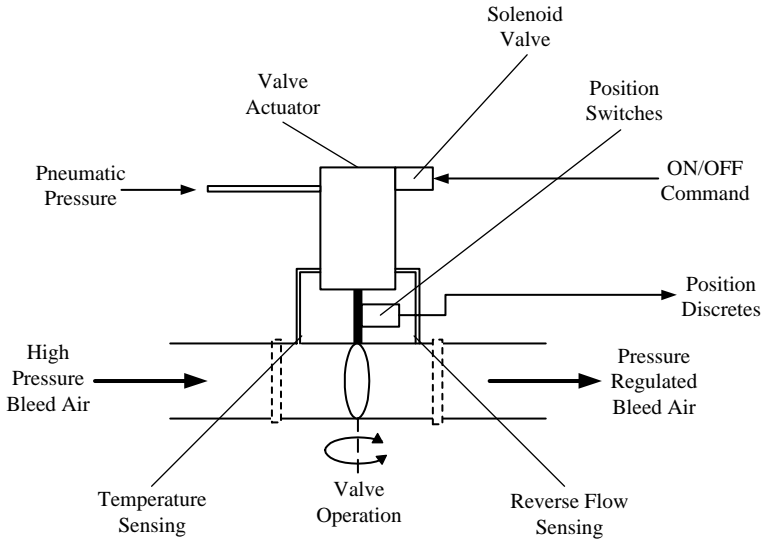 Solenoid
Valve
Valve
Actuator
Position
Switches
Pneumatic
Pressure
ON/OFF
Command
Position
Discretes
High
Pressure
Bleed Air
Pressure
Regulated
Bleed Air
Temperature
Sensing
Valve
Operation
Reverse Flow
Sensing